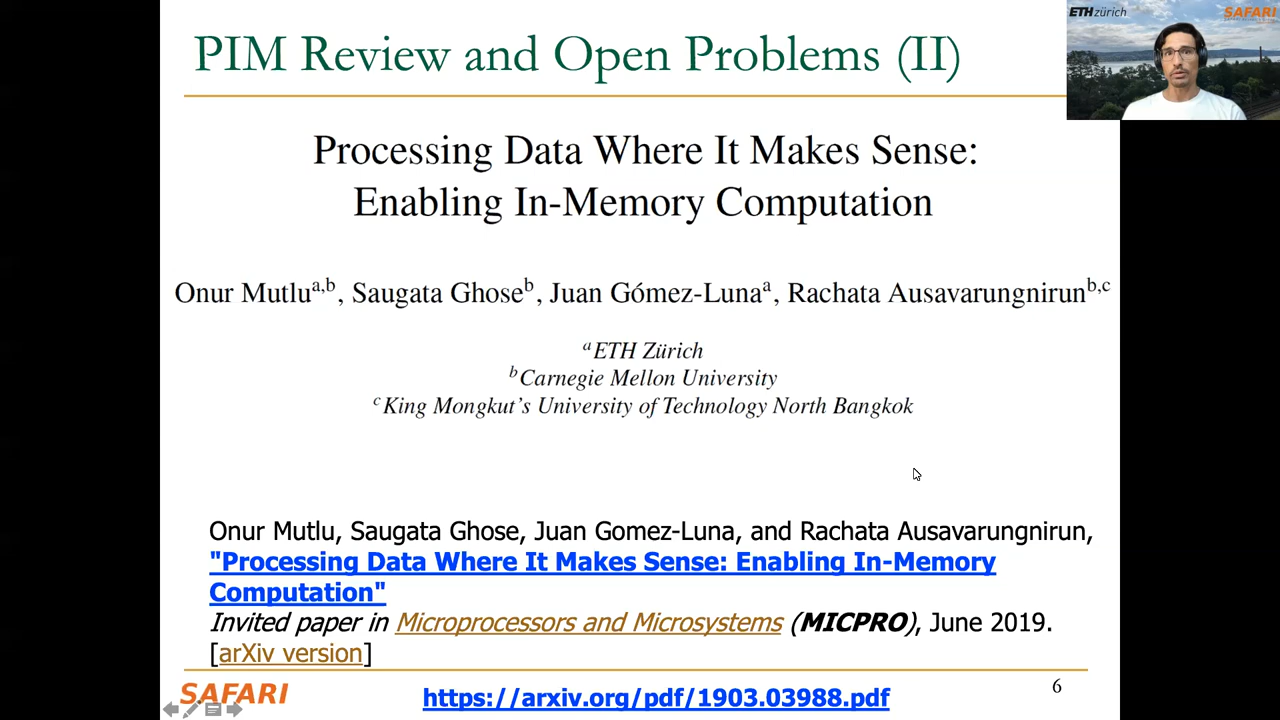 PIM Review and Open Problems (II)
ETH zürich
SAFARI
Processing Data Where It Makes Sense:
Enabling In-Memory Computation
Onur Mutluᵃ,ᵇ, Saugata Ghoseᵇ, Juan Gómez-Lunaᵃ, Rachata Ausavarungnirunᵇ,ᶜ
ᵃETH Zürich
ᵇCarnegie Mellon University
ᶜKing Mongkut's University of Technology North Bangkok
Onur Mutlu, Saugata Ghose, Juan Gomez-Luna, and Rachata Ausavarungnirun,
"Processing Data Where It Makes Sense: Enabling In-Memory
Computation"
Invited paper in Microprocessors and Microsystems (MICPRO), June 2019.
[arXiv version]
SAFARI
https://arxiv.org/pdf/1903.03988.pdf
6